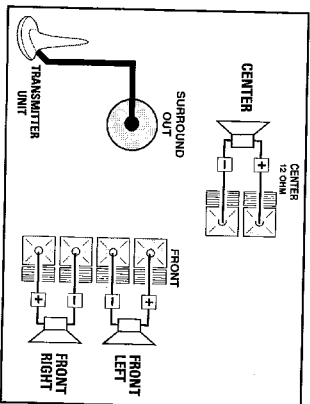 CENTER
CENTER
12 OHM
+
-
SURROUND
OUT
TRANSMITTER
UNIT
FRONT
+
-
FRONT
LEFT
-
+
FRONT
RIGHT